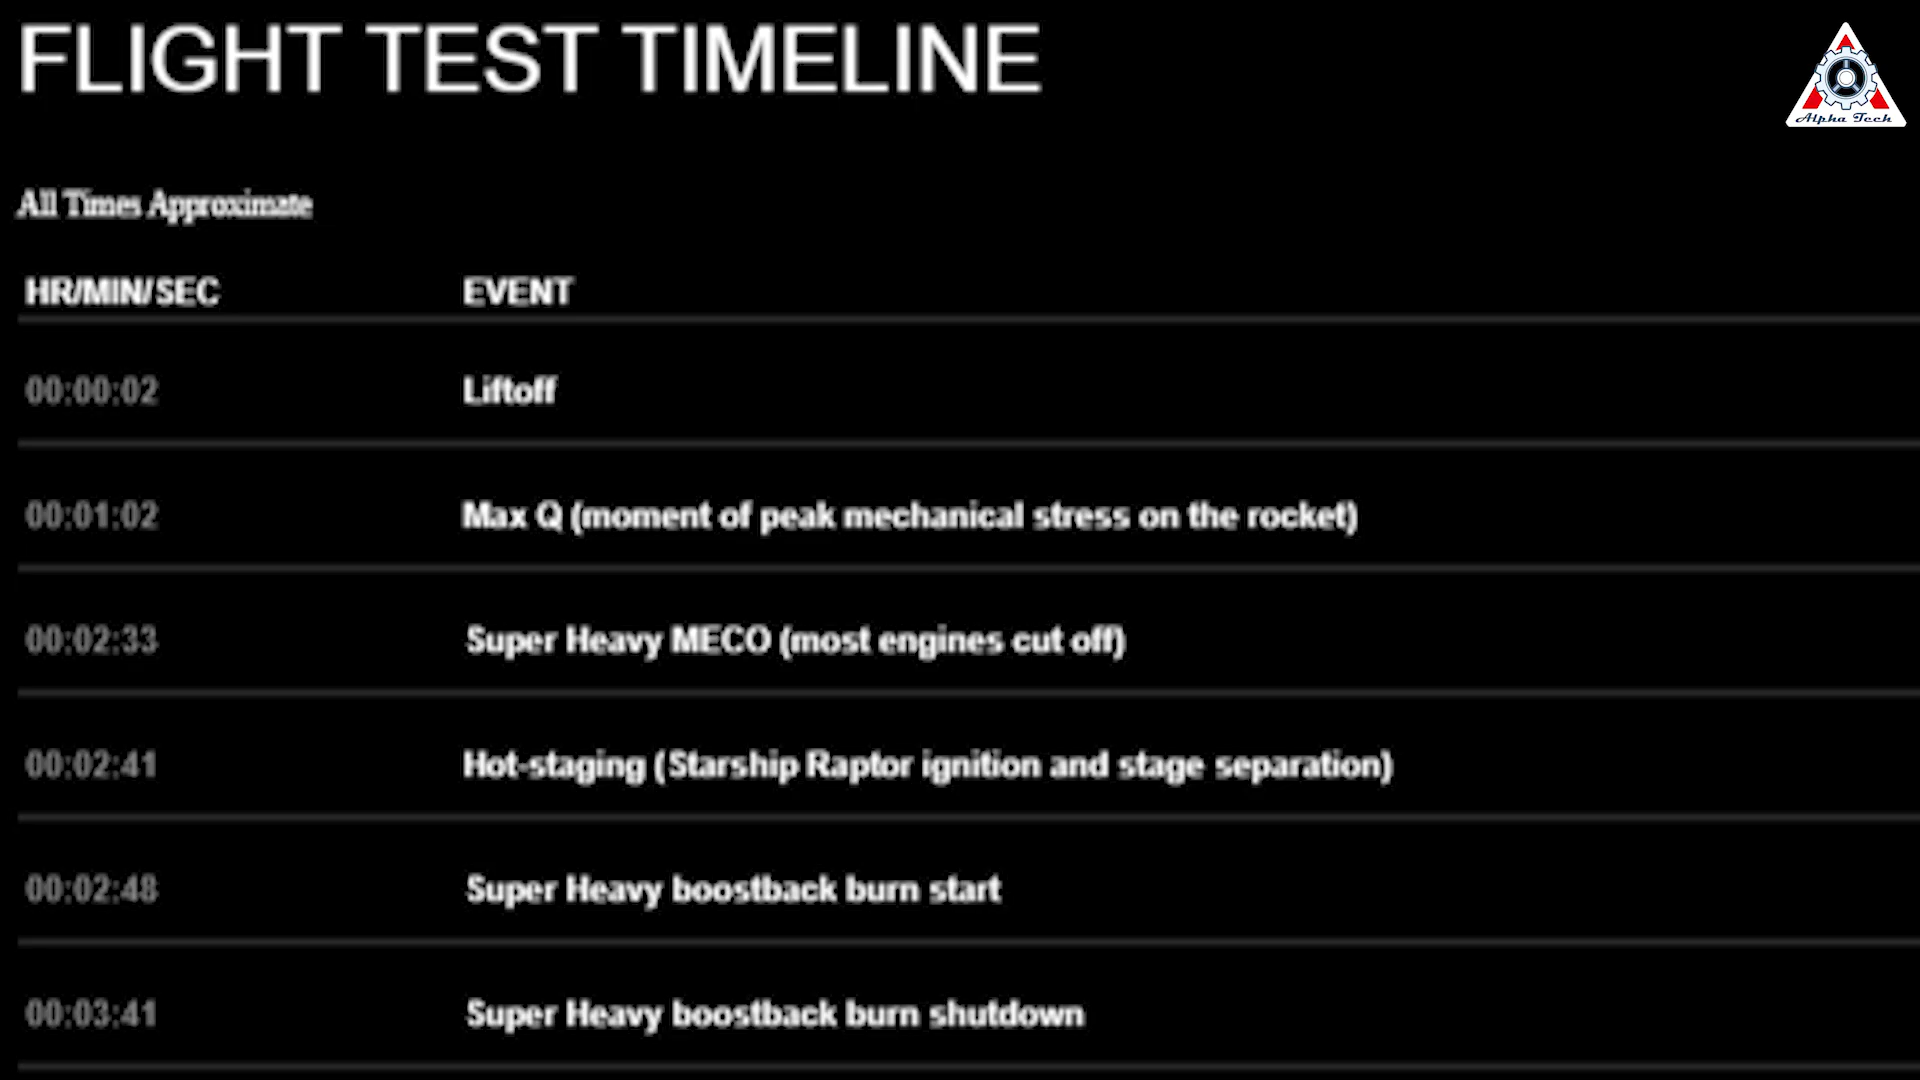 FLIGHT TEST TIMELINE
Alpha Tech
All Times Approximate
HR/MIN/SEC EVENT
00:00:02 Liftoff
00:01:02 Max Q (moment of peak mechanical stress on the rocket)
00:02:33 Super Heavy MECO (most engines cut off)
00:02:41 Hot-staging (Starship Raptor ignition and stage separation)
00:02:48 Super Heavy boostback burn start
00:03:41 Super Heavy boostback burn shutdown